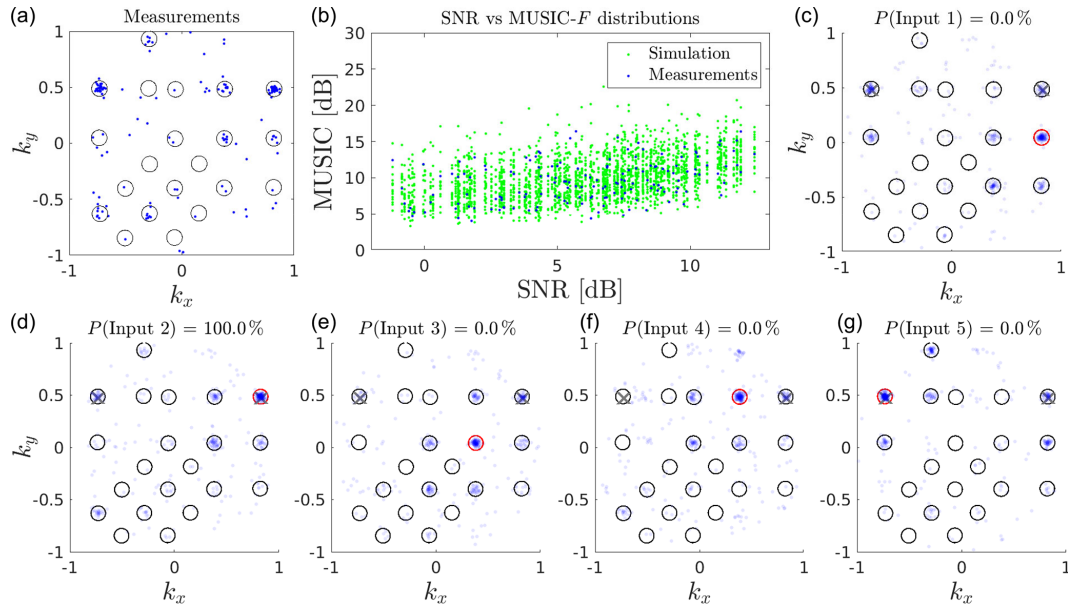 (a)
Measurements
1
0.5
0
-0.5
-1
-1
0
1
k_x
k_y
(b)
SNR vs MUSIC-F distributions
30
25
20
15
10
5
0
0
5
10
MUSIC [dB]
SNR [dB]
Simulation
Measurements
(c)
P(Input 1) = 0.0%
1
0.5
0
-0.5
-1
-1
0
1
k_x
k_y
(d)
P(Input 2) = 100.0%
1
0.5
0
-0.5
-1
-1
0
1
k_x
k_y
(e)
P(Input 3) = 0.0%
1
0.5
0
-0.5
-1
-1
0
1
k_x
(f)
P(Input 4) = 0.0%
1
0.5
0
-0.5
-1
-1
0
1
k_x
(g)
P(Input 5) = 0.0%
1
0.5
0
-0.5
-1
-1
0
1
k_x